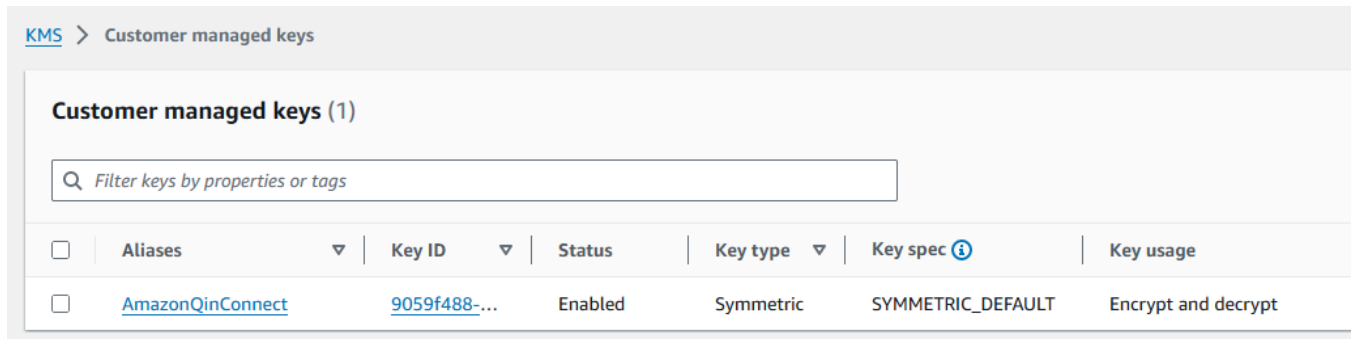 KMS > Customer managed keys
Customer managed keys (1)
Filter keys by properties or tags
Aliases Key ID Status Key type Key spec Key usage
AmazonQinConnect 9059f488-... Enabled Symmetric SYMMETRIC_DEFAULT Encrypt and decrypt